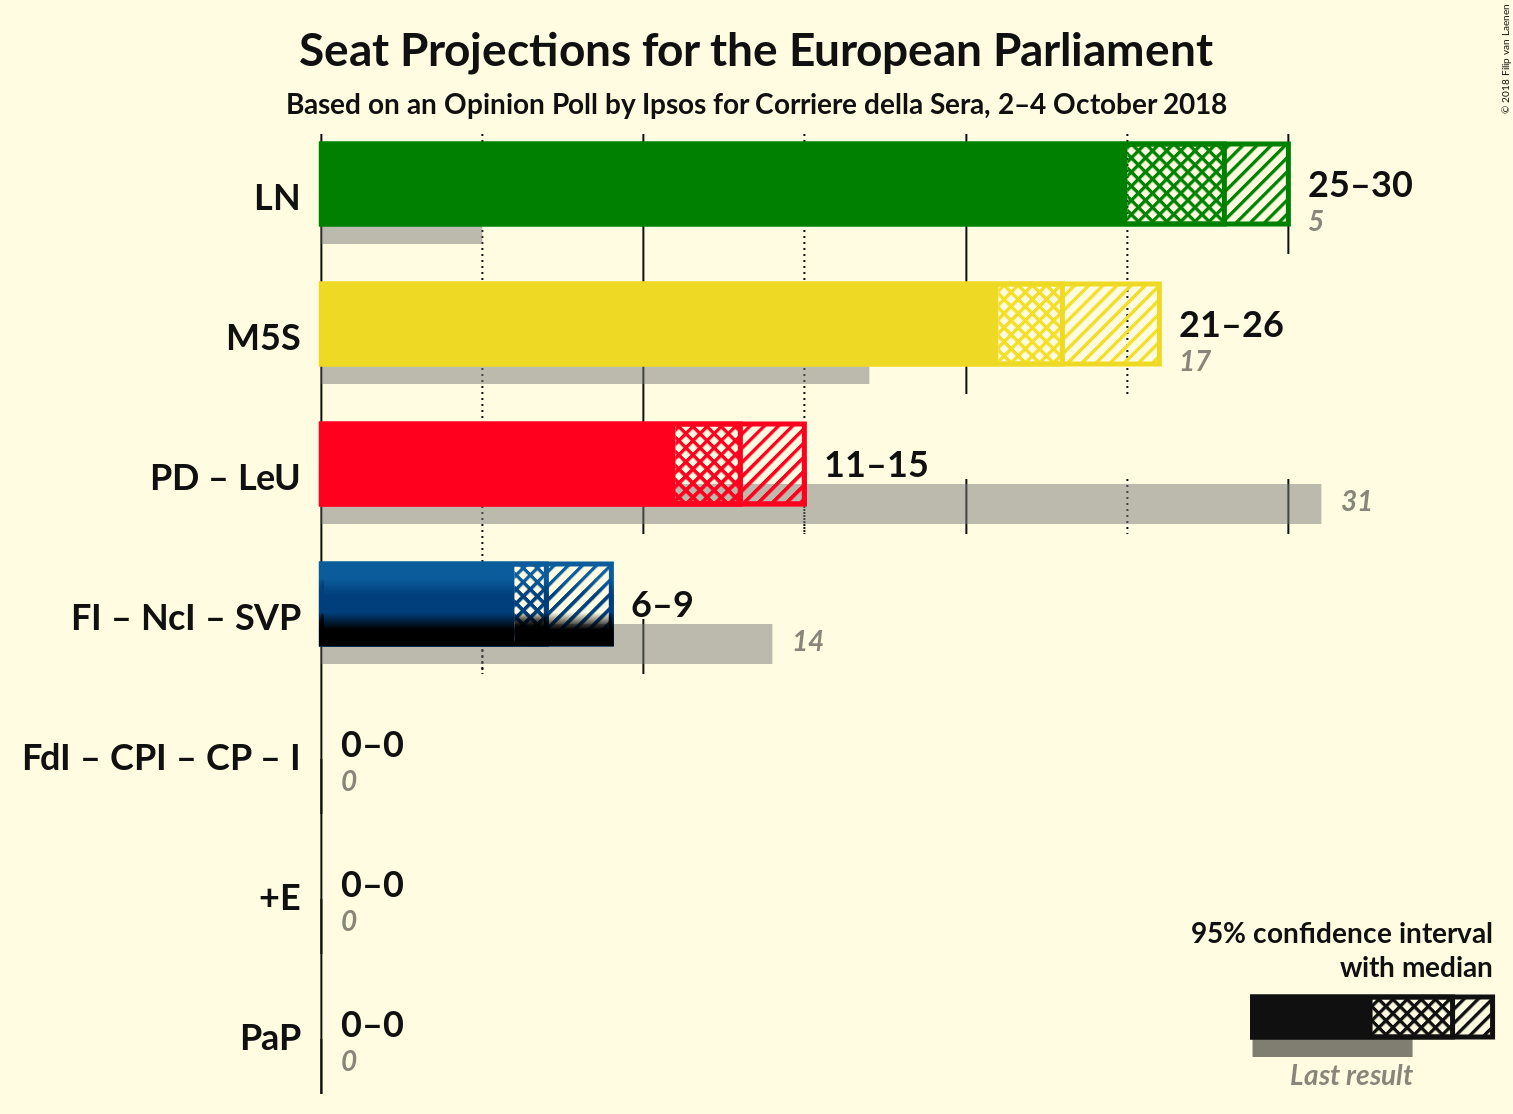 Seat Projections for the European Parliament
Based on an Opinion Poll by Ipsos for Corriere della Sera, 2–4 October 2018
© 2018 Filip van Laenen
LN
25–30
5
M5S
21–26
17
PD – LeU
11–15
31
FI – NcI – SVP
6–9
14
FdI – CPI – CP – I
0–0
0
+E
0–0
0
PaP
0–0
0
95% confidence interval
with median
Last result